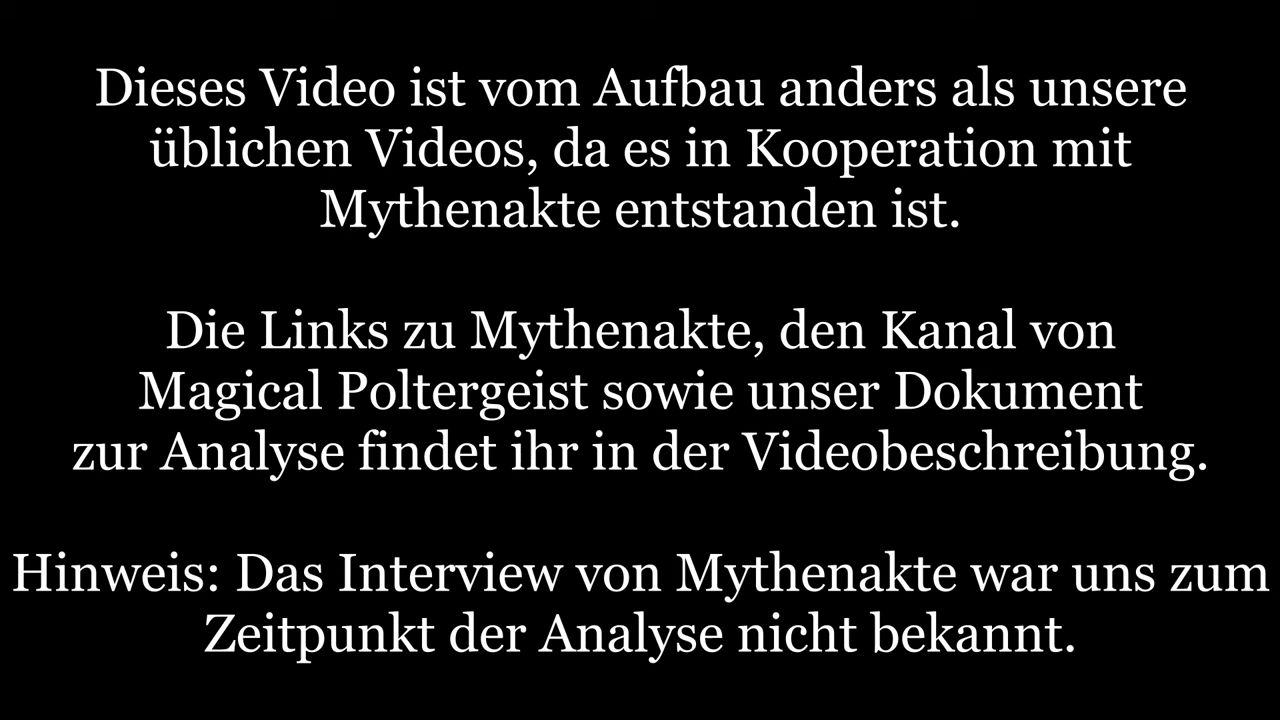 Dieses Video ist vom Aufbau anders als unsere
üblichen Videos, da es in Kooperation mit
Mythenakte entstanden ist.
Die Links zu Mythenakte, den Kanal von
Magical Poltergeist sowie unser Dokument
zur Analyse findet ihr in der Videobeschreibung.
Hinweis: Das Interview von Mythenakte war uns zum
Zeitpunkt der Analyse nicht bekannt.